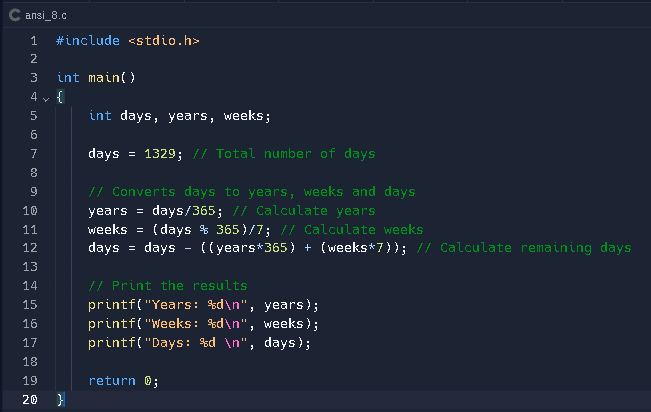 ansi_8.c
1 #include <stdio.h>
2
3 int main()
4 {
5     int days, years, weeks;
6
7     days = 1329; // Total number of days
8
9     // Converts days to years, weeks and days
10     years = days/365; // Calculate years
11     weeks = (days % 365)/7; // Calculate weeks
12     days = days - ((years*365) + (weeks*7)); // Calculate remaining days
13
14     // Print the results
15     printf("Years: %d\n", years);
16     printf("Weeks: %d\n", weeks);
17     printf("Days: %d \n", days);
18
19     return 0;
20 }